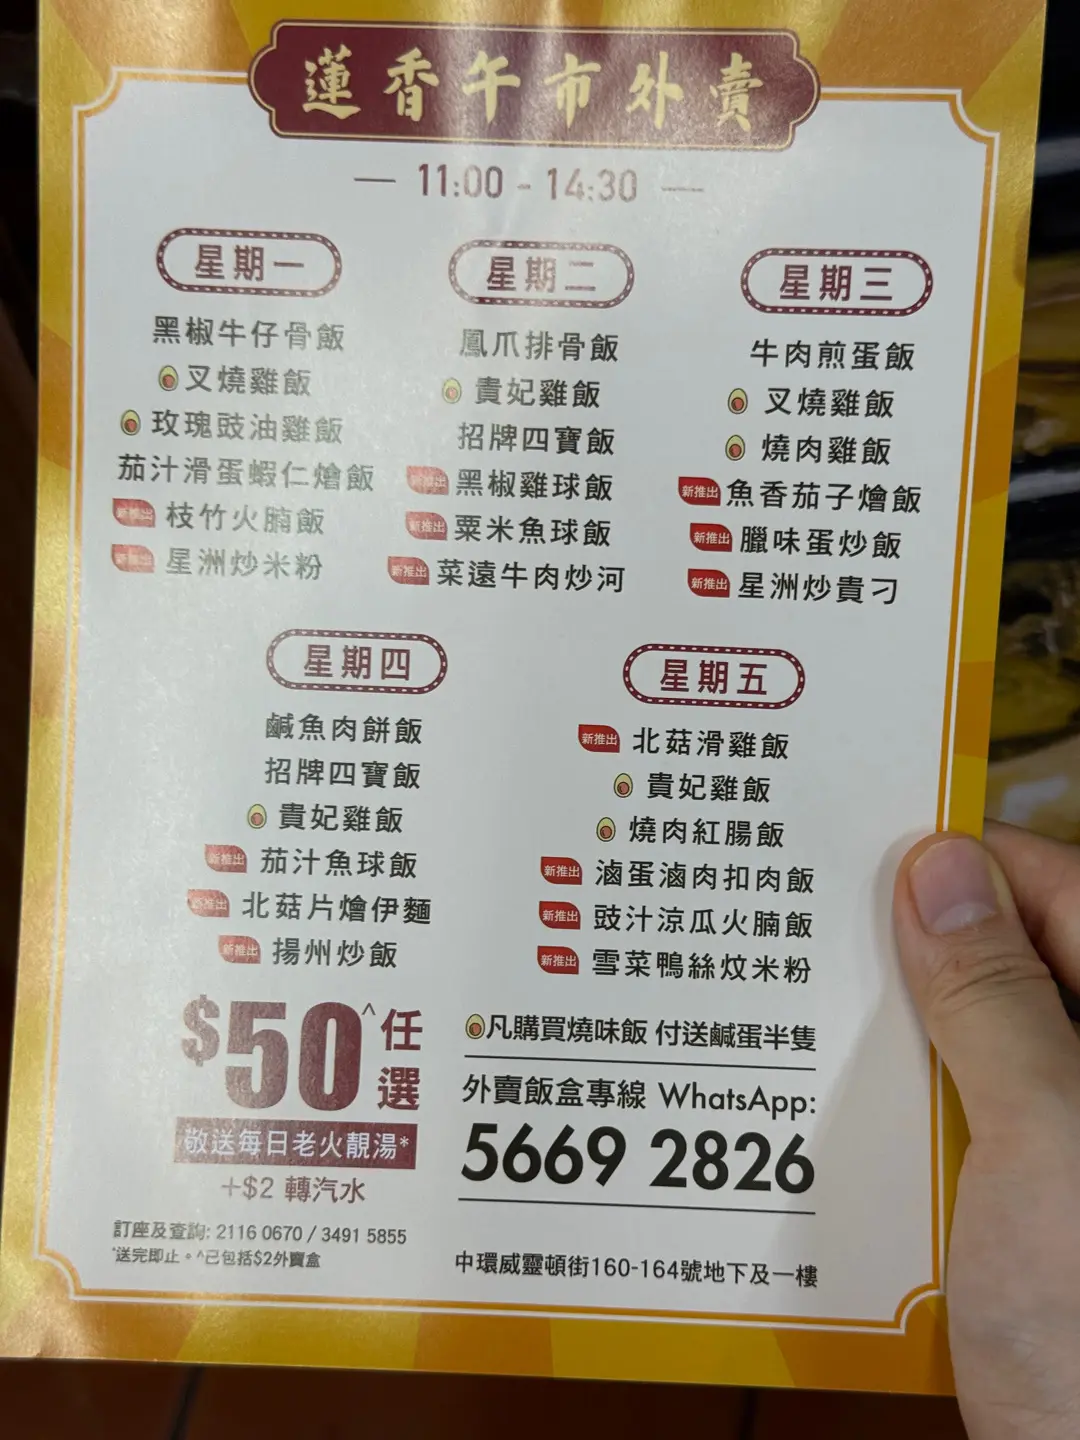 蓮香午市外賣
11:00 - 14:30
星期一
黑椒牛仔骨飯
叉燒雞飯
玫瑰豉油雞飯
茄汁滑蛋蝦仁燴飯
新推出 枝竹火腩飯
新推出 星洲炒米粉
星期二
鳳爪排骨飯
貴妃雞飯
招牌四寶飯
新推出 黑椒雞球飯
新推出 粟米魚球飯
新推出 菜遠牛肉炒河
星期三
牛肉煎蛋飯
叉燒雞飯
燒肉雞飯
新推出 魚香茄子燴飯
新推出 臘味蛋炒飯
新推出 星洲炒貴刁
星期四
鹹魚肉餅飯
招牌四寶飯
貴妃雞飯
新推出 茄汁魚球飯
新推出 北菇片燴伊麵
新推出 揚州炒飯
星期五
新推出 北菇滑雞飯
貴妃雞飯
燒肉紅腸飯
新推出 滷蛋滷肉扣肉飯
新推出 豉汁涼瓜火腩飯
新推出 雪菜鴨絲炆米粉
$50^任選
敬送每日老火靚湯*
+$2 轉汽水
訂座及查詢: 2116 0670 / 3491 5855
*送完即止。^已包括$2外賣盒
凡購買燒味飯 付送鹹蛋半隻
外賣飯盒專線 WhatsApp:
5669 2826
中環威靈頓街160-164號地下及一樓